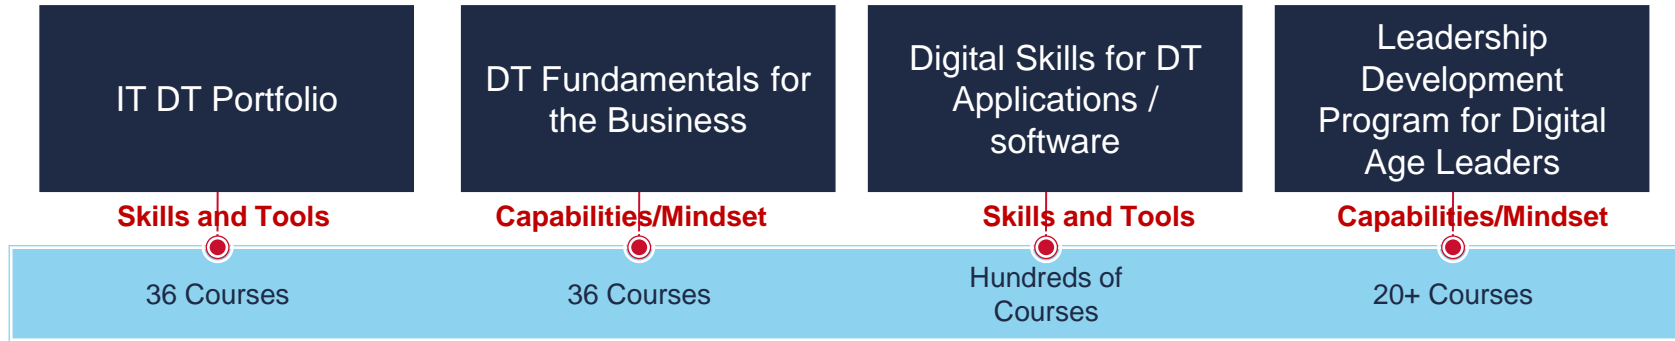 IT DT Portfolio
DT Fundamentals for
the Business
Digital Skills for DT
Applications /
software
Leadership
Development
Program for Digital
Age Leaders
Skills and Tools
Capabilities/Mindset
Skills and Tools
Capabilities/Mindset
36 Courses
36 Courses
Hundreds of
Courses
20+ Courses